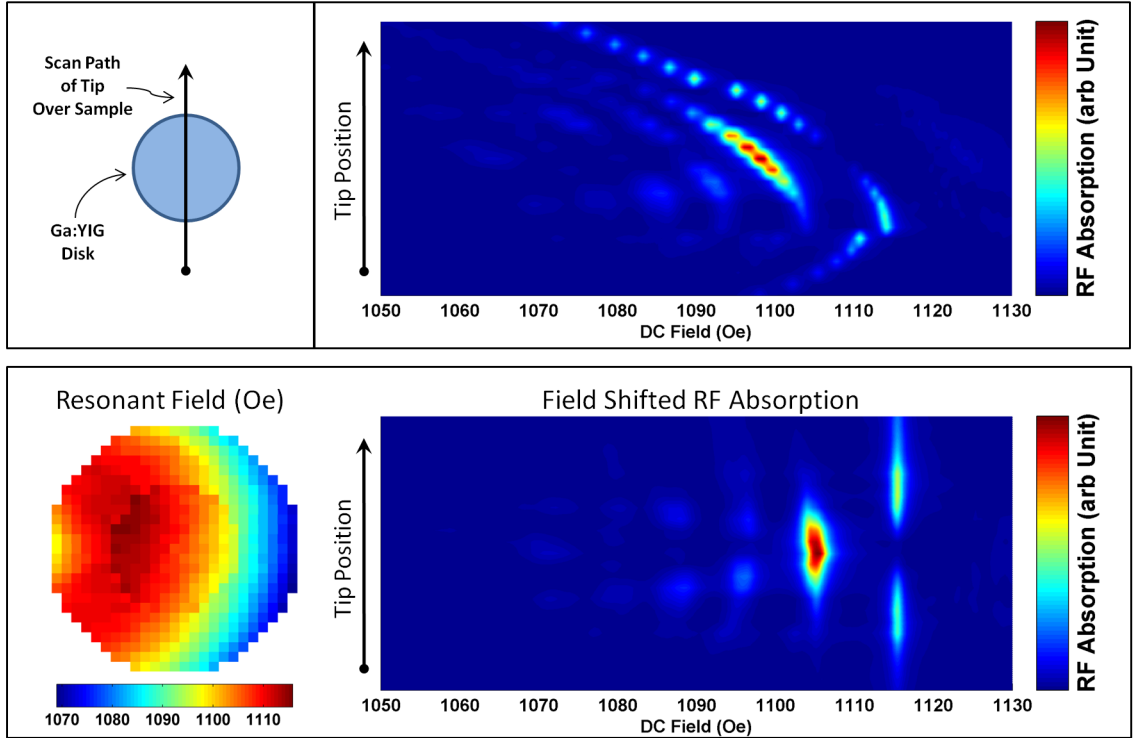 Scan Path
of Tip
Over Sample
Ga:YIG
Disk
Tip Position
1050 1060 1070 1080 1090 1100 1110 1120 1130
DC Field (Oe)
RF Absorption (arb Unit)
Resonant Field (Oe)
1070 1080 1090 1100 1110
Field Shifted RF Absorption
Tip Position
1050 1060 1070 1080 1090 1100 1110 1120 1130
DC Field (Oe)
RF Absorption (arb Unit)